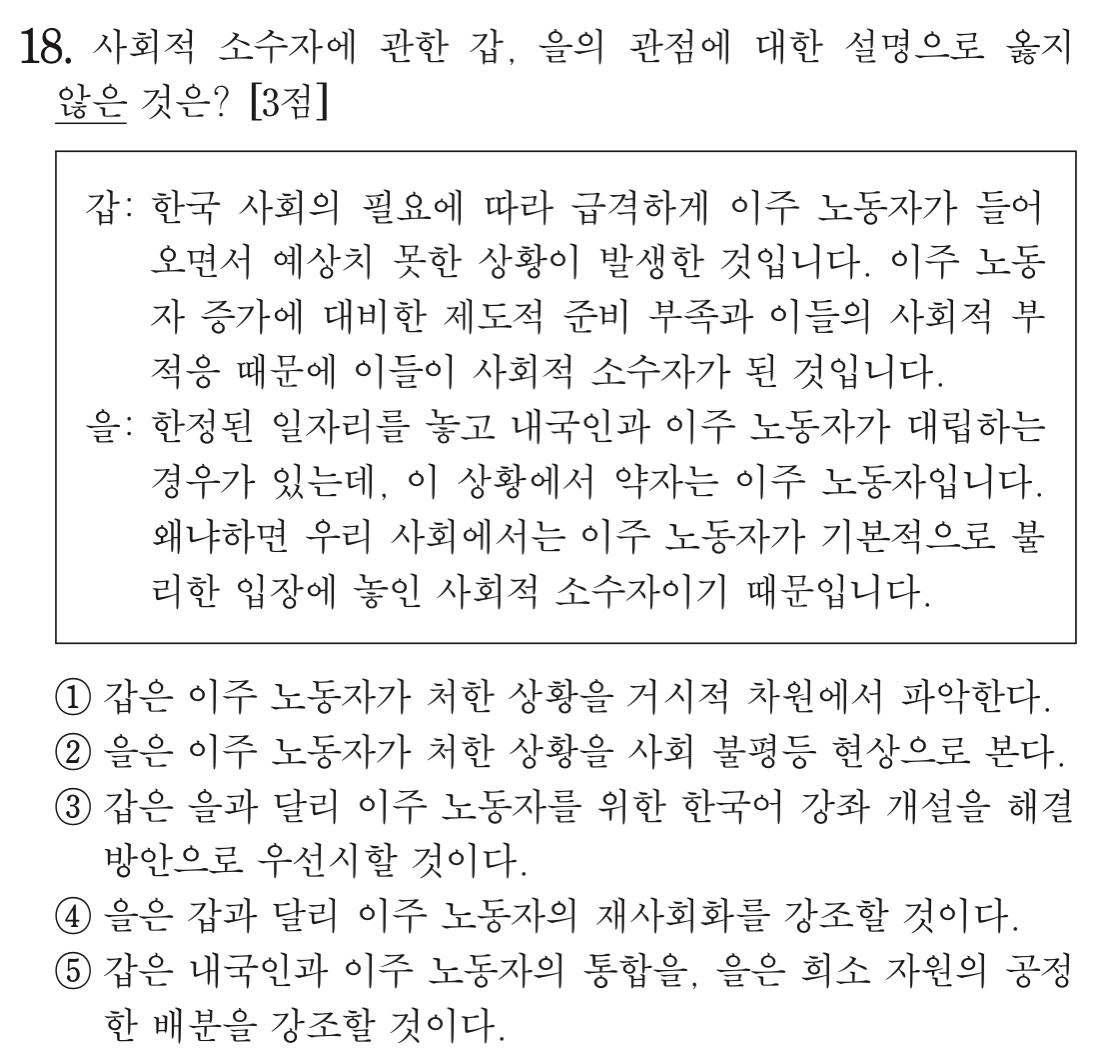 18. 사회적 소수자에 관한 갑, 을의 관점에 대한 설명으로 옳지
않은 것은? [3점]
갑: 한국 사회의 필요에 따라 급격하게 이주 노동자가 들어
오면서 예상치 못한 상황이 발생한 것입니다. 이주 노동
자 증가에 대비한 제도적 준비 부족과 이들의 사회적 부
적응 때문에 이들이 사회적 소수자가 된 것입니다.
을: 한정된 일자리를 놓고 내국인과 이주 노동자가 대립하는
경우가 있는데, 이 상황에서 약자는 이주 노동자입니다.
왜냐하면 우리 사회에서는 이주 노동자가 기본적으로 불
리한 입장에 놓인 사회적 소수자이기 때문입니다.
① 갑은 이주 노동자가 처한 상황을 거시적 차원에서 파악한다.
② 을은 이주 노동자가 처한 상황을 사회 불평등 현상으로 본다.
③ 갑은 을과 달리 이주 노동자를 위한 한국어 강좌 개설을 해결
방안으로 우선시할 것이다.
④ 을은 갑과 달리 이주 노동자의 재사회화를 강조할 것이다.
⑤ 갑은 내국인과 이주 노동자의 통합을, 을은 희소 자원의 공정
한 배분을 강조할 것이다.